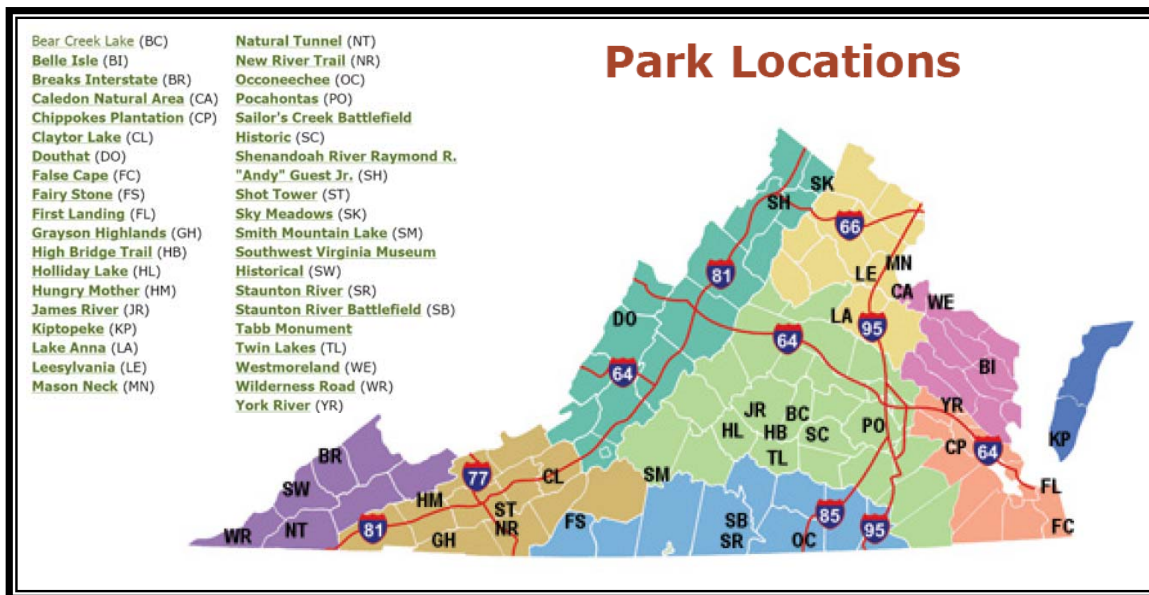 Park Locations
Bear Creek Lake (BC)
Belle Isle (BI)
Breaks Interstate (BR)
Caledon Natural Area (CA)
Chippokes Plantation (CP)
Claytor Lake (CL)
Douthat (DO)
False Cape (FC)
Fairy Stone (FS)
First Landing (FL)
Grayson Highlands (GH)
High Bridge Trail (HB)
Holliday Lake (HL)
Hungry Mother (HM)
James River (JR)
Kiptopeke (KP)
Lake Anna (LA)
Leesylvania (LE)
Mason Neck (MN)
Natural Tunnel (NT)
New River Trail (NR)
Occoneechee (OC)
Pocahontas (PO)
Sailor's Creek Battlefield
Historic (SC)
Shenandoah River Raymond R.
"Andy" Guest Jr. (SH)
Shot Tower (ST)
Sky Meadows (SK)
Smith Mountain Lake (SM)
Southwest Virginia Museum
Historical (SW)
Staunton River (SR)
Staunton River Battlefield (SB)
Tabb Monument
Twin Lakes (TL)
Westmoreland (WE)
Wilderness Road (WR)
York River (YR)
SK
SH
66
81
LE
MN
CA
WE
DO
LA
95
64
64
BI
JR
BC
YR
HL
HB
SC
PO
KP
CP
64
BR
TL
SM
77
CL
FL
SW
HM
ST
NR
FS
SB
SR
85
OC
95
FC
WR
NT
81
GH